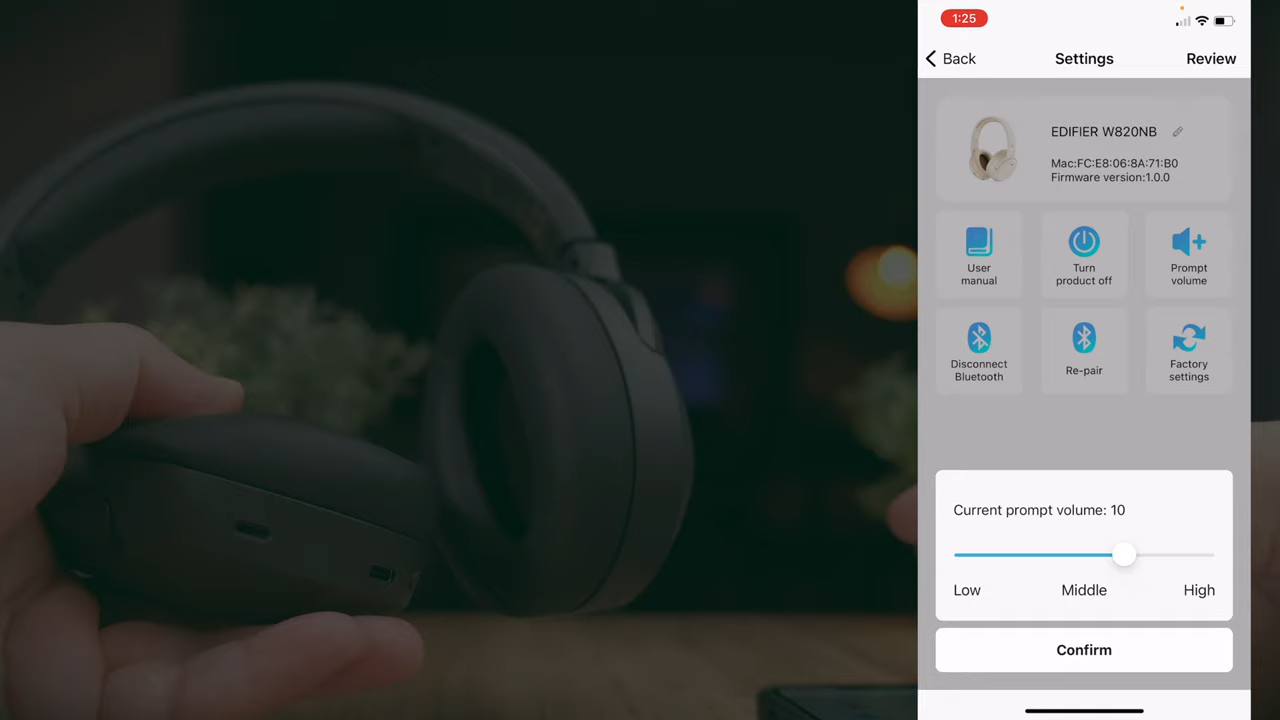 1:25
Back
Settings
Review
EDIFIER W820NB
Mac:FC:E8:06:8A:71:B0
Firmware version:1.0.0
User
manual
Turn
product off
Prompt
volume
Disconnect
Bluetooth
Re-pair
Factory
settings
Current prompt volume: 10
Low
Middle
High
Confirm